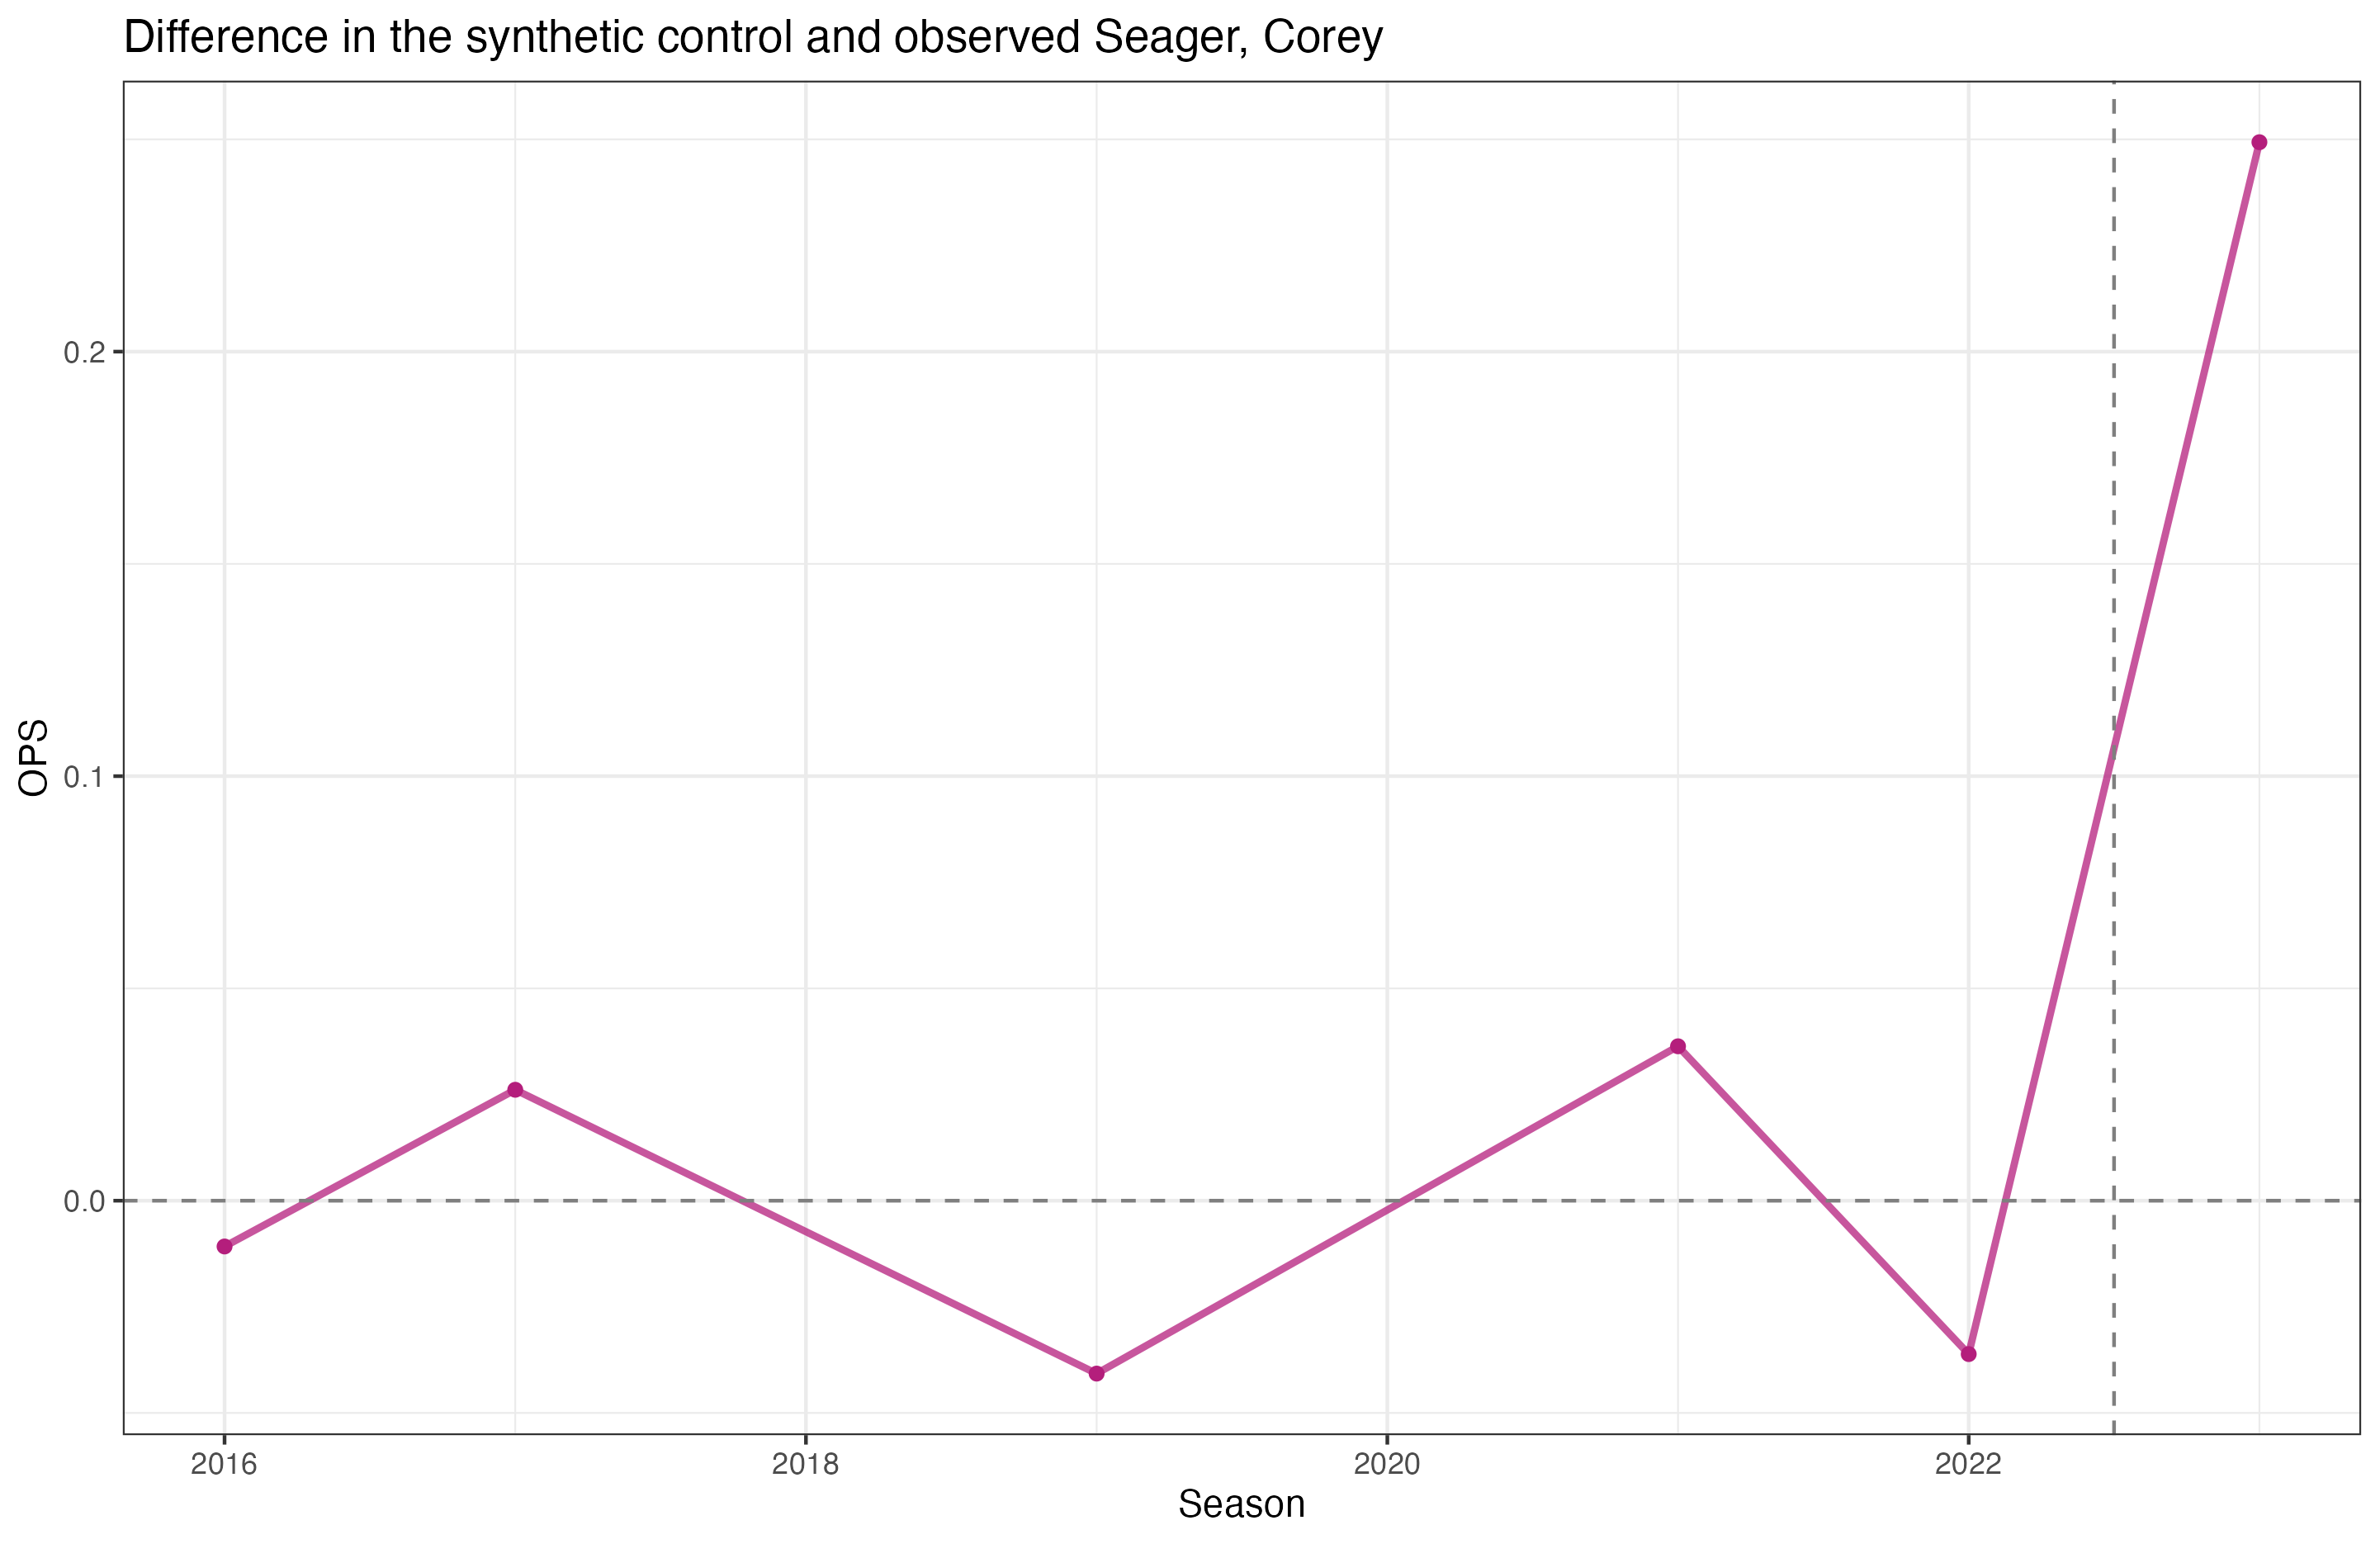 Difference in the synthetic control and observed Seager, Corey
OPS
0.2
0.1
0.0
2016
2018
2020
2022
Season